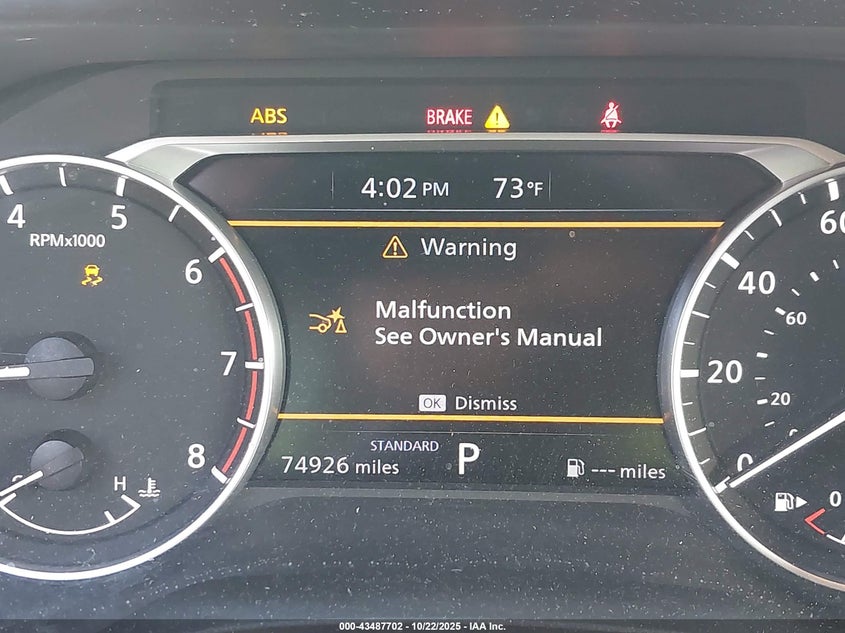 ABS
BRAKE
4:02 PM 73°F
4 5 6 7 8
RPMx1000
Warning
Malfunction
See Owner's Manual
OK Dismiss
STANDARD
74926 miles P --- miles
H
60
40
60
20
20
0
0
000-43487702 - 10/22/2025 - IAA Inc.